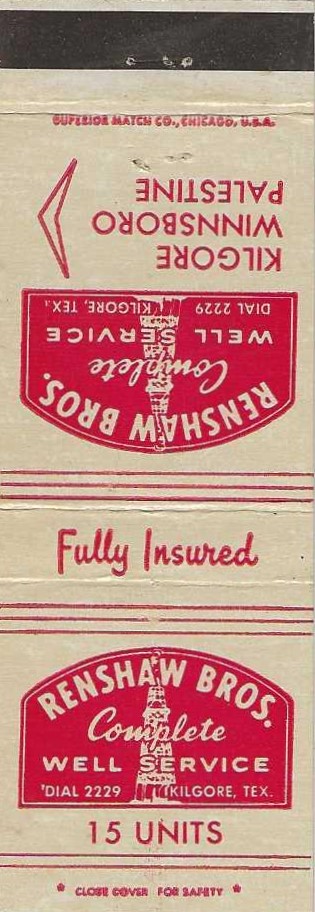 SUPERIOR MATCH CO., CHICAGO, U.S.A.
KILGORE
WINNSBORO
PALESTINE
RENSHAW BROS.
Complete
WELL SERVICE
DIAL 2229 KILGORE, TEX.
Fully Insured
RENSHAW BROS.
Complete
WELL SERVICE
DIAL 2229 KILGORE, TEX.
15 UNITS
* CLOSE COVER FOR SAFETY *